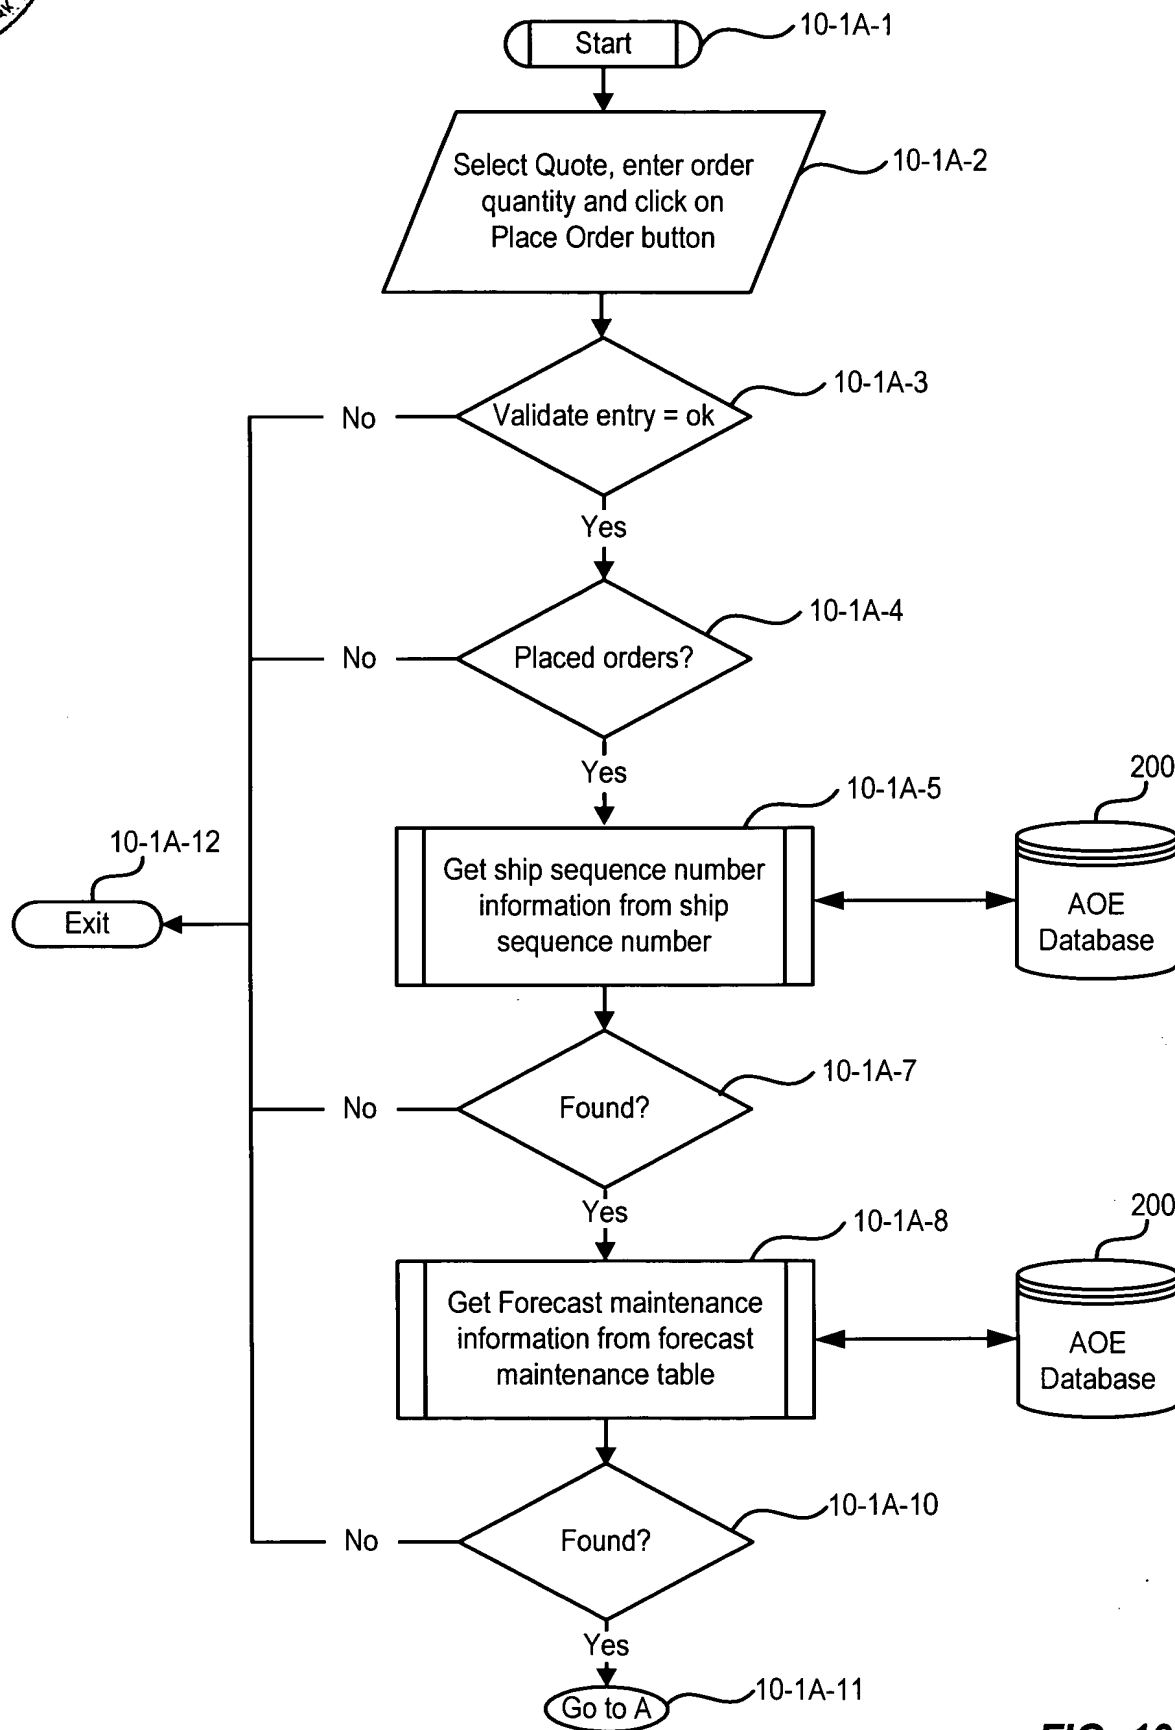 Start
10-1A-1
Select Quote, enter order
quantity and click on
Place Order button
10-1A-2
Validate entry = ok
10-1A-3
No
Yes
Placed orders?
10-1A-4
No
Yes
Get ship sequence number
information from ship
sequence number
10-1A-5
200
AOE
Database
10-1A-12
Exit
Found?
10-1A-7
No
Yes
Get Forecast maintenance
information from forecast
maintenance table
10-1A-8
200
AOE
Database
Found?
10-1A-10
No
Yes
Go to A
10-1A-11